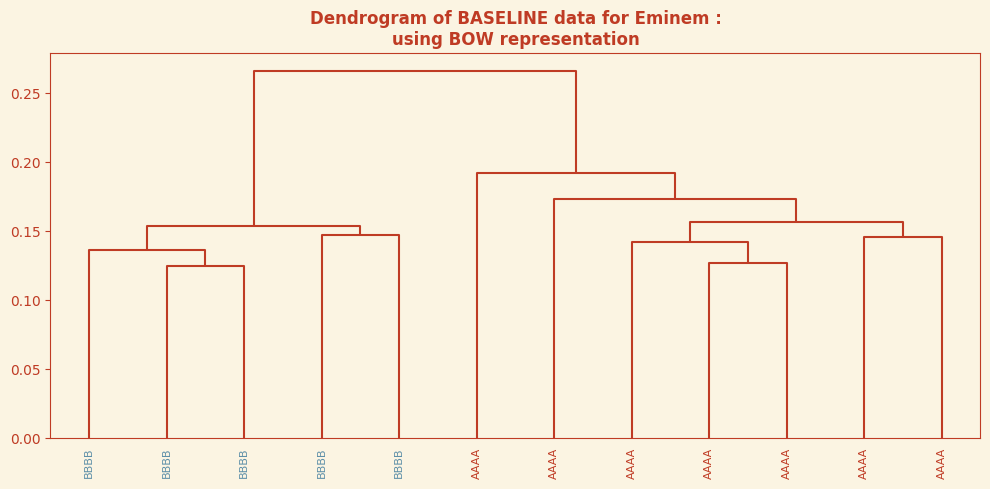 Dendrogram of BASELINE data for Eminem :
using BOW representation
0.25
0.20
0.15
0.10
0.05
0.00
BBBB
BBBB
BBBB
BBBB
BBBB
AAAA
AAAA
AAAA
AAAA
AAAA
AAAA
AAAA